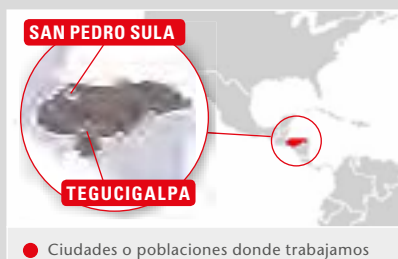 SAN PEDRO SULA
TEGUCIGALPA
Ciudades o poblaciones donde trabajamos